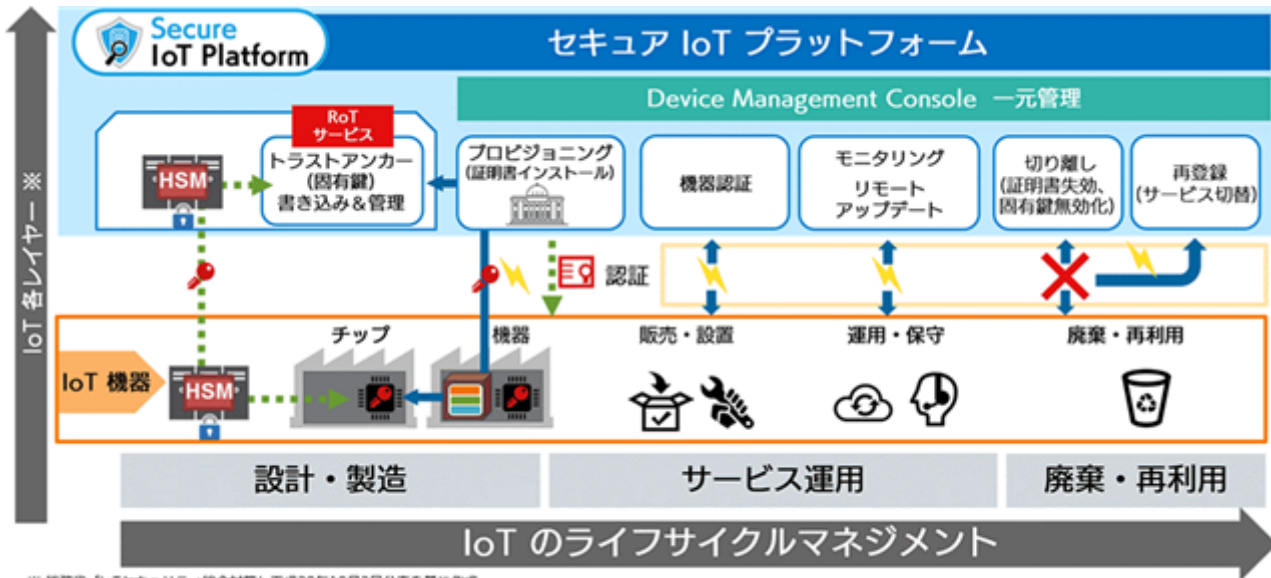 Secure
IoT Platform
セキュア IoT プラットフォーム
Device Management Console 一元管理
RoT
サービス
HSM
トラストアンカー
(固有鍵)
書き込み＆管理
プロビジョニング
(証明書インストール)
機器認証
モニタリング
リモート
アップデート
切り離し
(証明書失効、
固有鍵無効化)
再登録
(サービス切替)
IoT 各レイヤー ※
認証
チップ
機器
販売・設置
運用・保守
廃棄・再利用
IoT 機器
HSM
設計・製造
サービス運用
廃棄・再利用
IoT のライフサイクルマネジメント